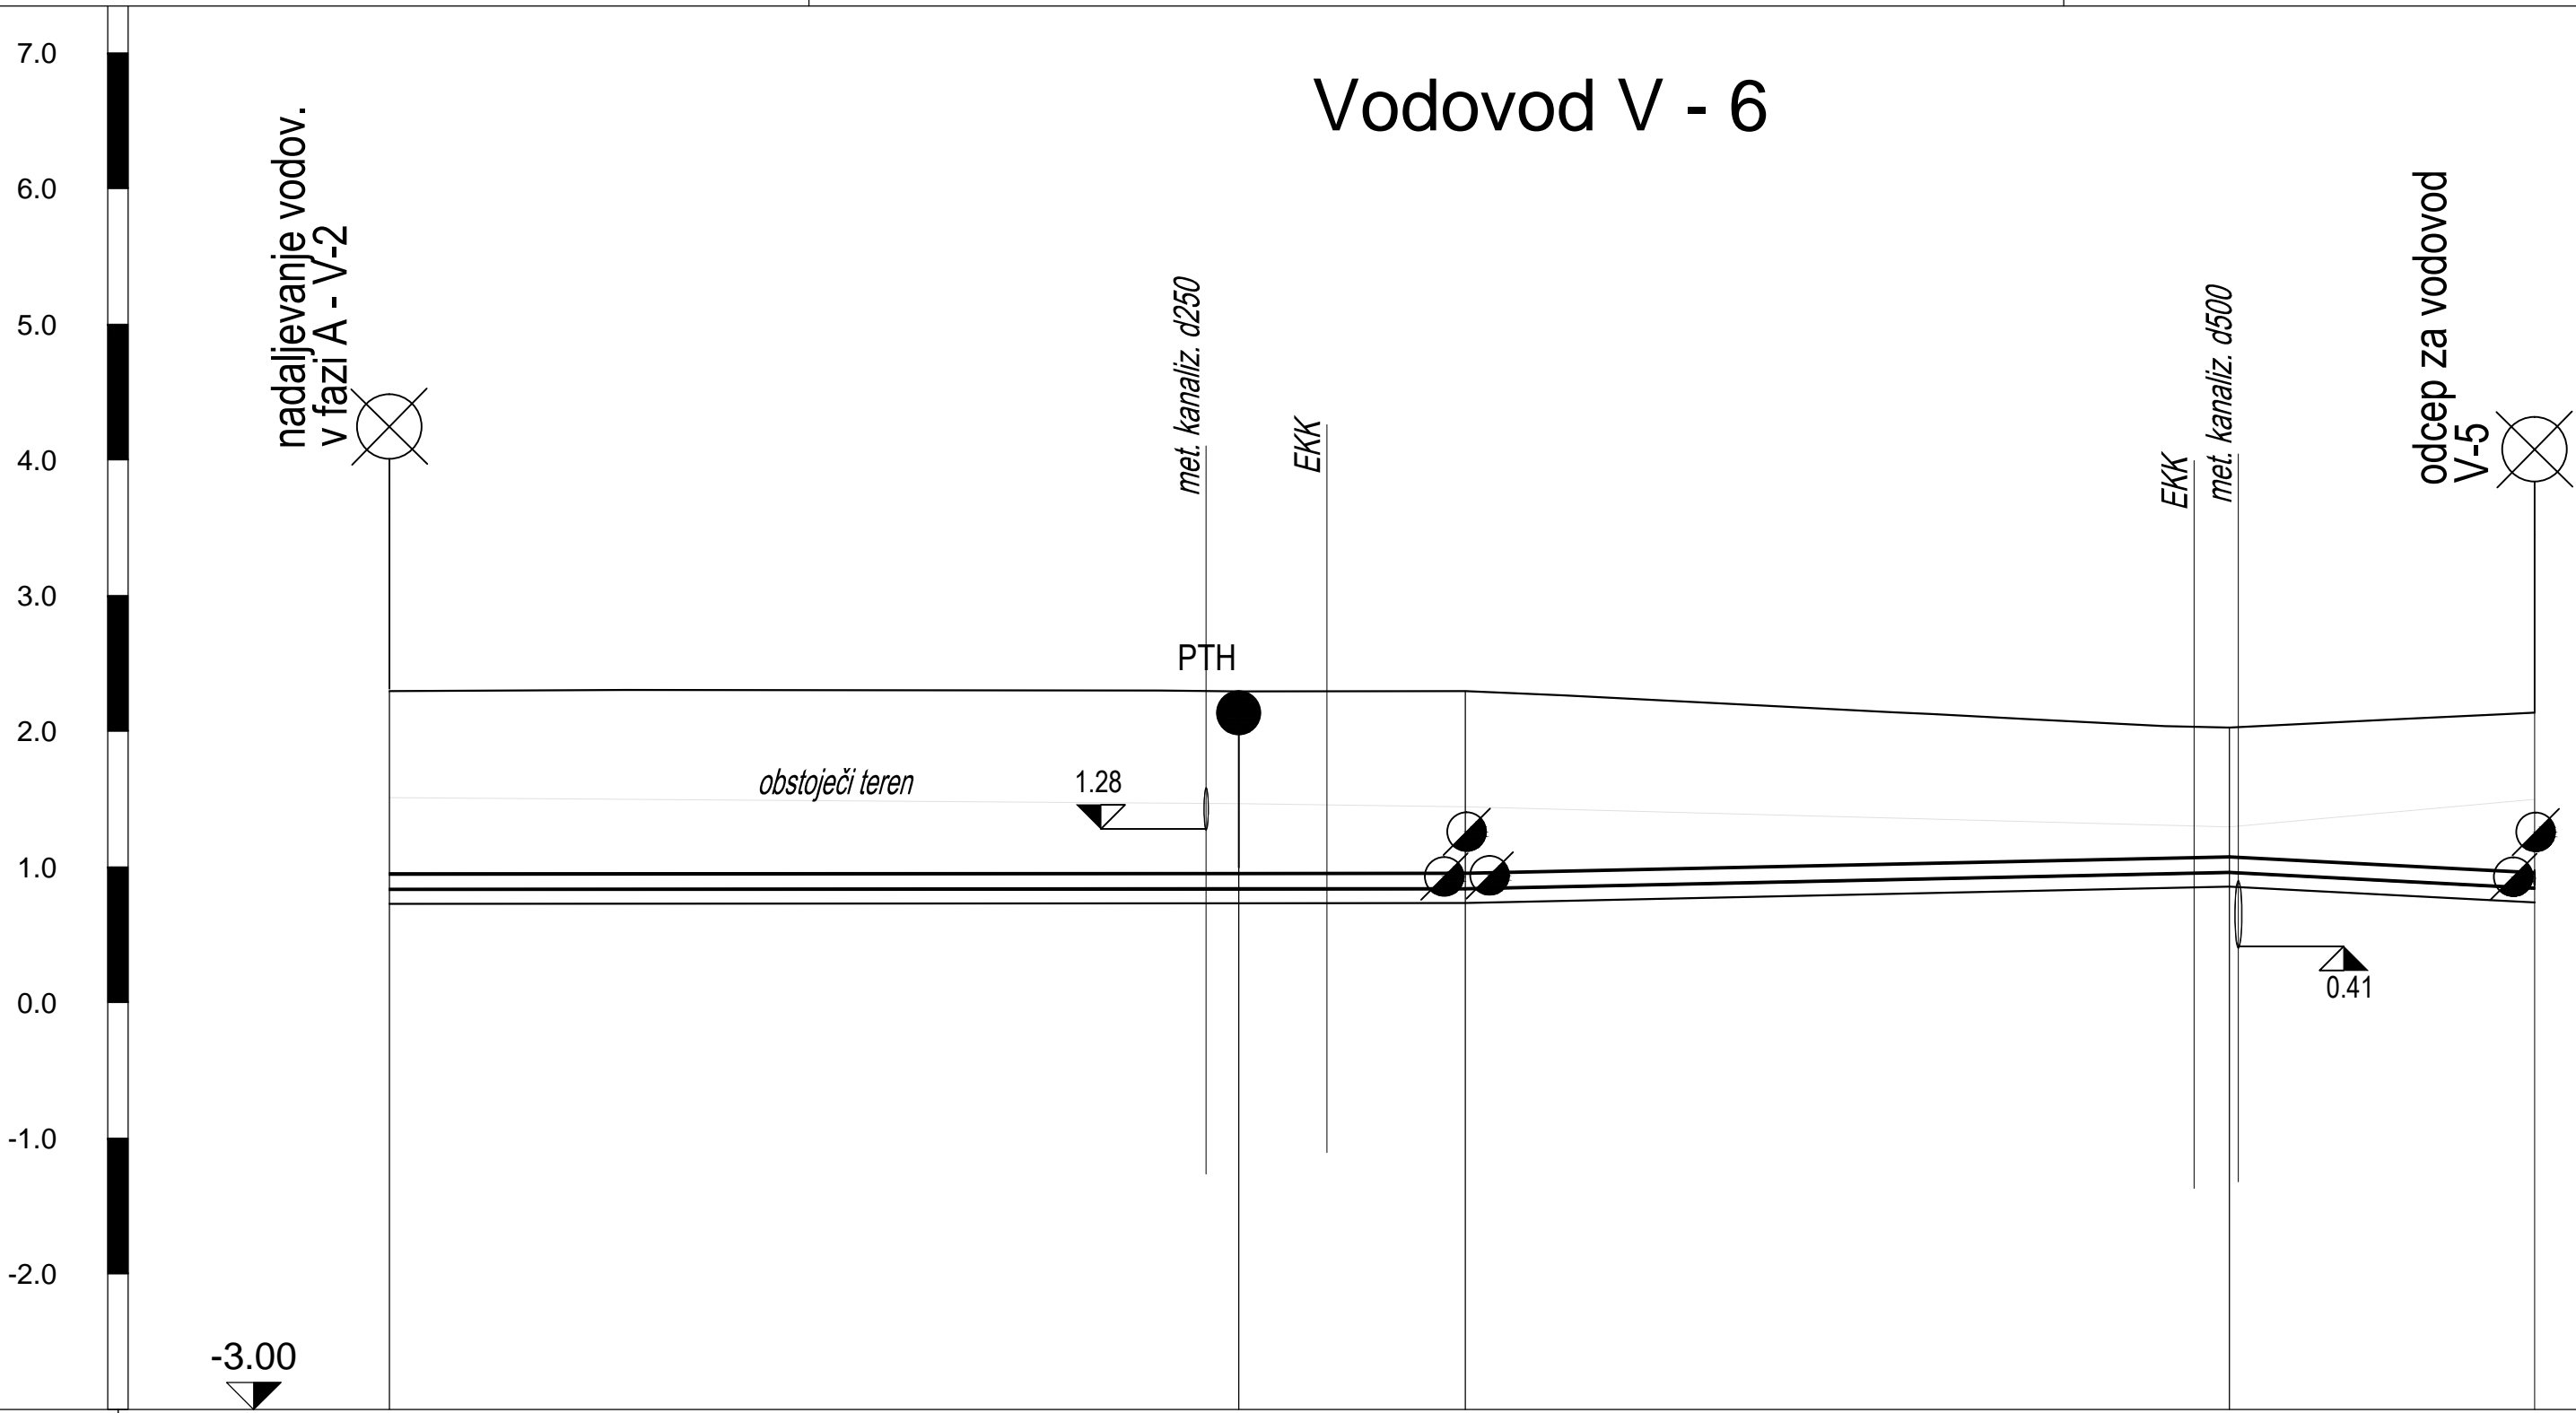 Vodovod V - 6
7.0
6.0
5.0
4.0
3.0
2.0
1.0
0.0
-1.0
-2.0
-3.00
nadaljevanje vodov.
v fazi A - V-2
met. kanaliz. d250
EKK
EKK
met. kanaliz. d500
odcep za vodovod
V-5
PTH
obstoječi teren
1.28
0.41